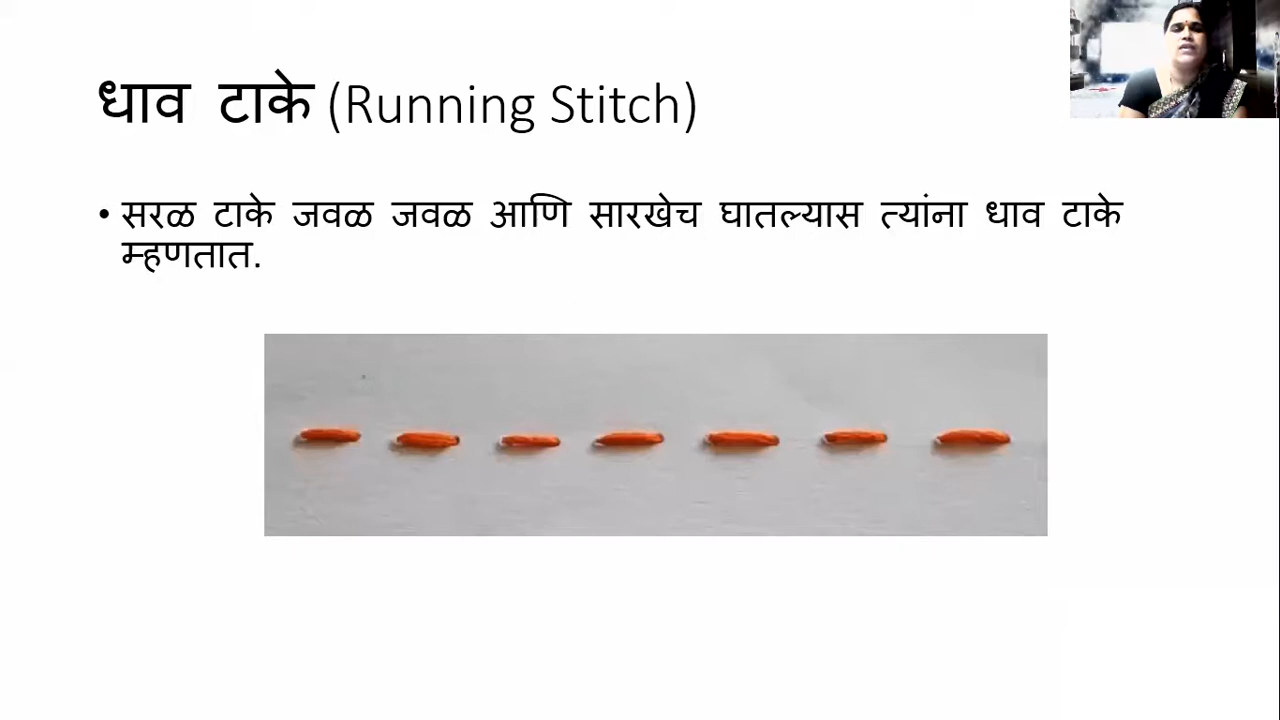 धाव टाके (Running Stitch)
• सरळ टाके जवळ जवळ आणि सारखेच घातल्यास त्यांना धाव टाके
म्हणतात.